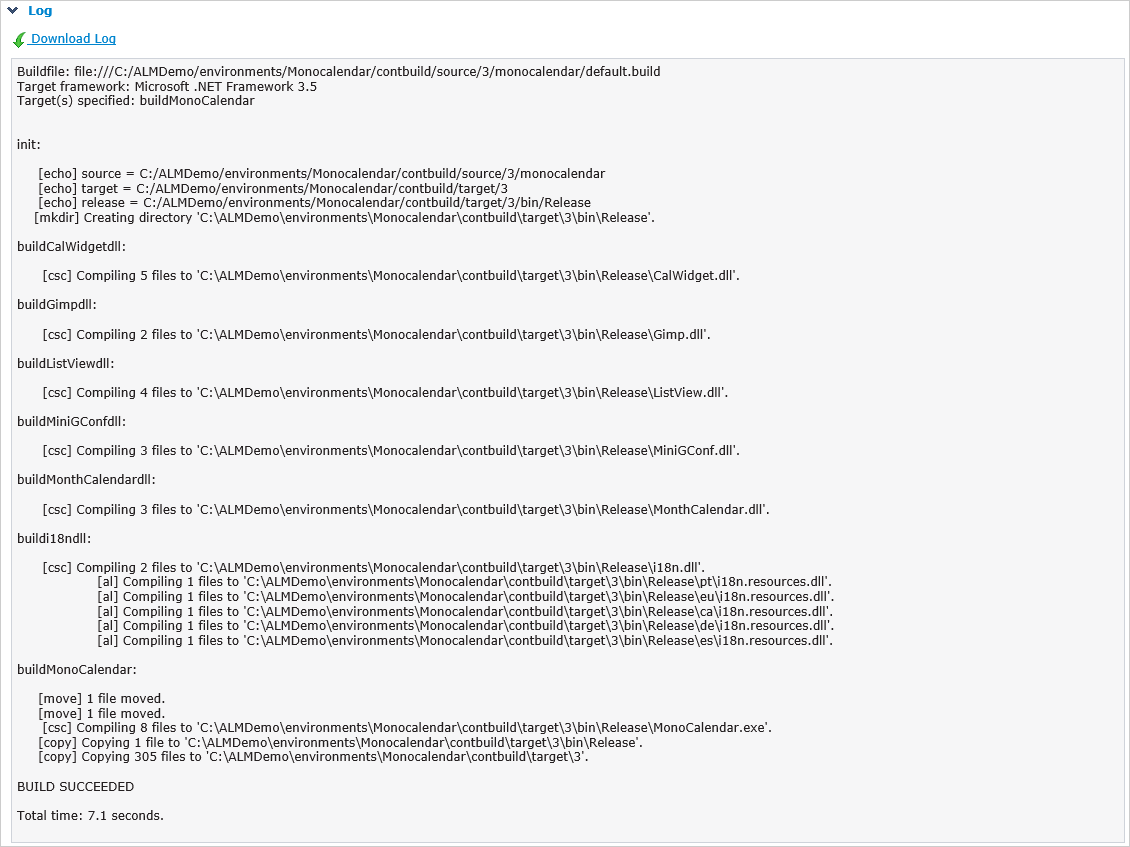 Log
Download Log
Buildfile: file:///C:/ALMDemo/environments/Monocalendar/contbuild/source/3/monocalendar/default.build
Target framework: Microsoft .NET Framework 3.5
Target(s) specified: buildMonoCalendar
init:
[echo] source = C:/ALMDemo/environments/Monocalendar/contbuild/source/3/monocalendar
[echo] target = C:/ALMDemo/environments/Monocalendar/contbuild/target/3
[echo] release = C:/ALMDemo/environments/Monocalendar/contbuild/target/3/bin/Release
[mkdir] Creating directory 'C:\ALMDemo\environments\Monocalendar\contbuild\target\3\bin\Release'.
buildCalWidgetdll:
[csc] Compiling 5 files to 'C:\ALMDemo\environments\Monocalendar\contbuild\target\3\bin\Release\CalWidget.dll'.
buildGimpdll:
[csc] Compiling 2 files to 'C:\ALMDemo\environments\Monocalendar\contbuild\target\3\bin\Release\Gimp.dll'.
buildListViewdll:
[csc] Compiling 4 files to 'C:\ALMDemo\environments\Monocalendar\contbuild\target\3\bin\Release\ListView.dll'.
buildMiniGConfdll:
[csc] Compiling 3 files to 'C:\ALMDemo\environments\Monocalendar\contbuild\target\3\bin\Release\MiniGConf.dll'.
buildMonthCalendardll:
[csc] Compiling 3 files to 'C:\ALMDemo\environments\Monocalendar\contbuild\target\3\bin\Release\MonthCalendar.dll'.
buildi18ndll:
[csc] Compiling 2 files to 'C:\ALMDemo\environments\Monocalendar\contbuild\target\3\bin\Release\i18n.dll'.
[al] Compiling 1 files to 'C:\ALMDemo\environments\Monocalendar\contbuild\target\3\bin\Release\pt\i18n.resources.dll'.
[al] Compiling 1 files to 'C:\ALMDemo\environments\Monocalendar\contbuild\target\3\bin\Release\eu\i18n.resources.dll'.
[al] Compiling 1 files to 'C:\ALMDemo\environments\Monocalendar\contbuild\target\3\bin\Release\ca\i18n.resources.dll'.
[al] Compiling 1 files to 'C:\ALMDemo\environments\Monocalendar\contbuild\target\3\bin\Release\de\i18n.resources.dll'.
[al] Compiling 1 files to 'C:\ALMDemo\environments\Monocalendar\contbuild\target\3\bin\Release\es\i18n.resources.dll'.
buildMonoCalendar:
[move] 1 file moved.
[move] 1 file moved.
[csc] Compiling 8 files to 'C:\ALMDemo\environments\Monocalendar\contbuild\target\3\bin\Release\MonoCalendar.exe'.
[copy] Copying 1 file to 'C:\ALMDemo\environments\Monocalendar\contbuild\target\3\bin\Release'.
[copy] Copying 305 files to 'C:\ALMDemo\environments\Monocalendar\contbuild\target\3'.
BUILD SUCCEEDED
Total time: 7.1 seconds.